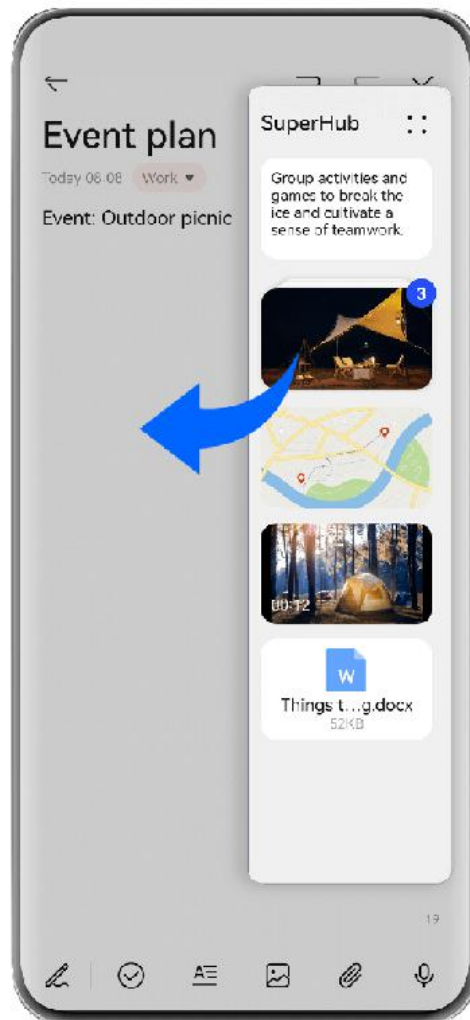 Event plan
Today 08:08 Work
Event: Outdoor picnic
SuperHub
Group activities and
games to break the
ice and cultivate a
sense of teamwork.
3
00:12
W
Things t...g.docx
52KB
19
A